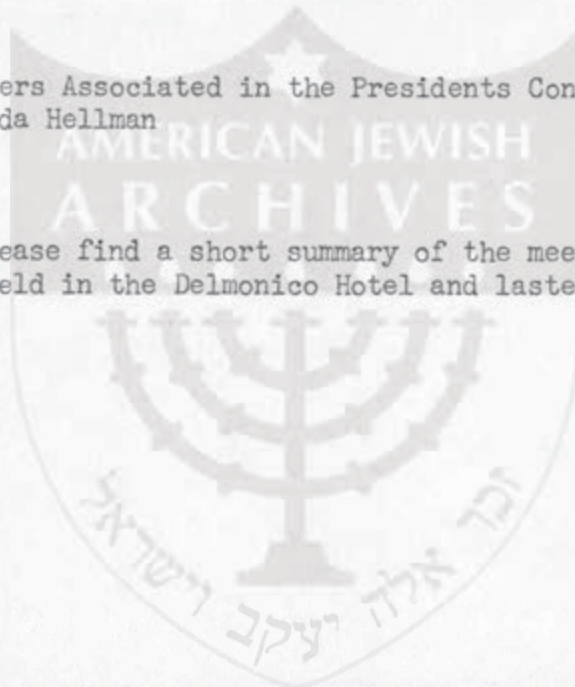 ers Associated in the Presidents Con
da Hellman
AMERICAN JEWISH
ARCHIVES
ease find a short summary of the mee
eld in the Delmonico Hotel and laste
זכר אלה יעקב וישראל